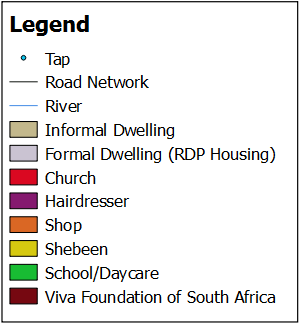 Legend
Tap
Road Network
River
Informal Dwelling
Formal Dwelling (RDP Housing)
Church
Hairdresser
Shop
Shebeen
School/Daycare
Viva Foundation of South Africa